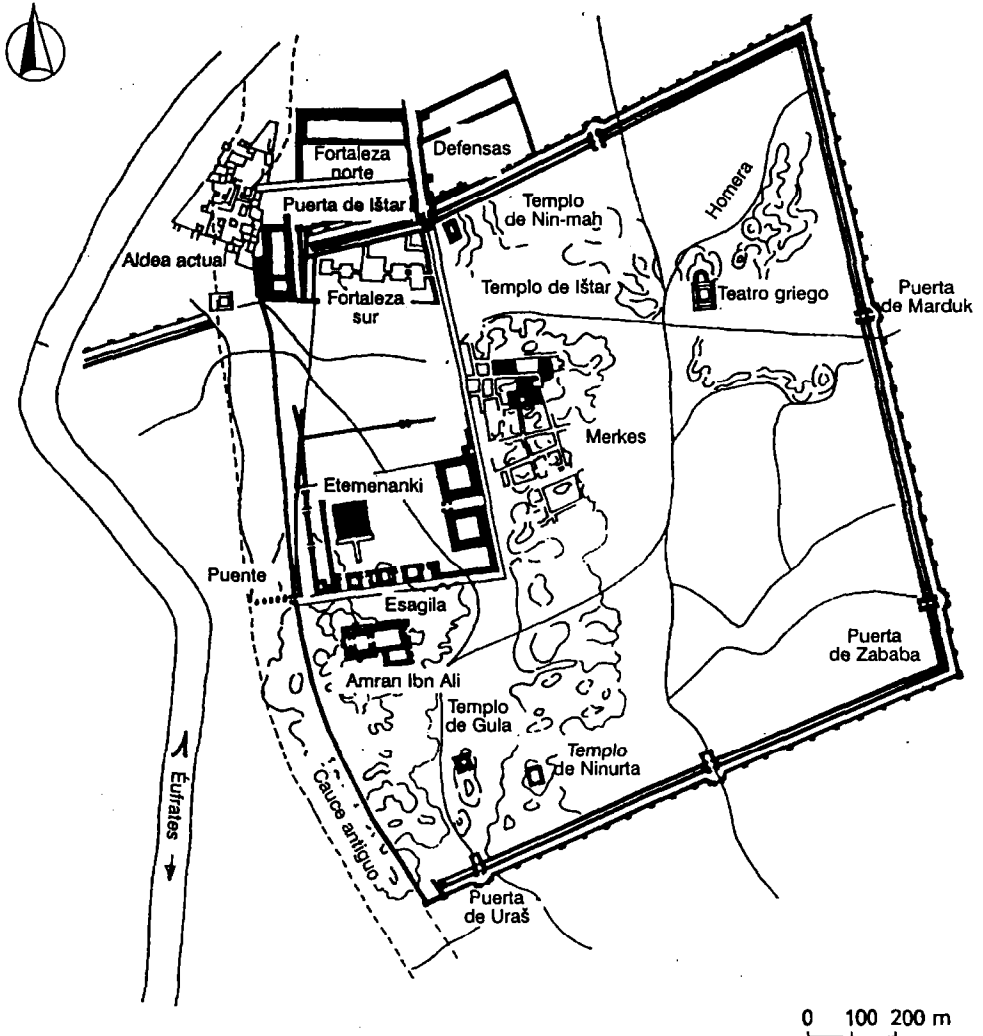 Fortaleza
norte
Defensas
Puerta de Ištar
Templo
de Nin-mah
Homera
Aldea actual
Fortaleza
sur
Templo de Ištar
Teatro griego
Puerta
de Marduk
Merkes
Etemenanki
Puente
Esagila
Amran Ibn Ali
Puerta
de Zababa
Templo
de Gula
Templo
de Ninurta
Éufrates
Cauce antiguo
Puerta
de Uraš
0 100 200 m